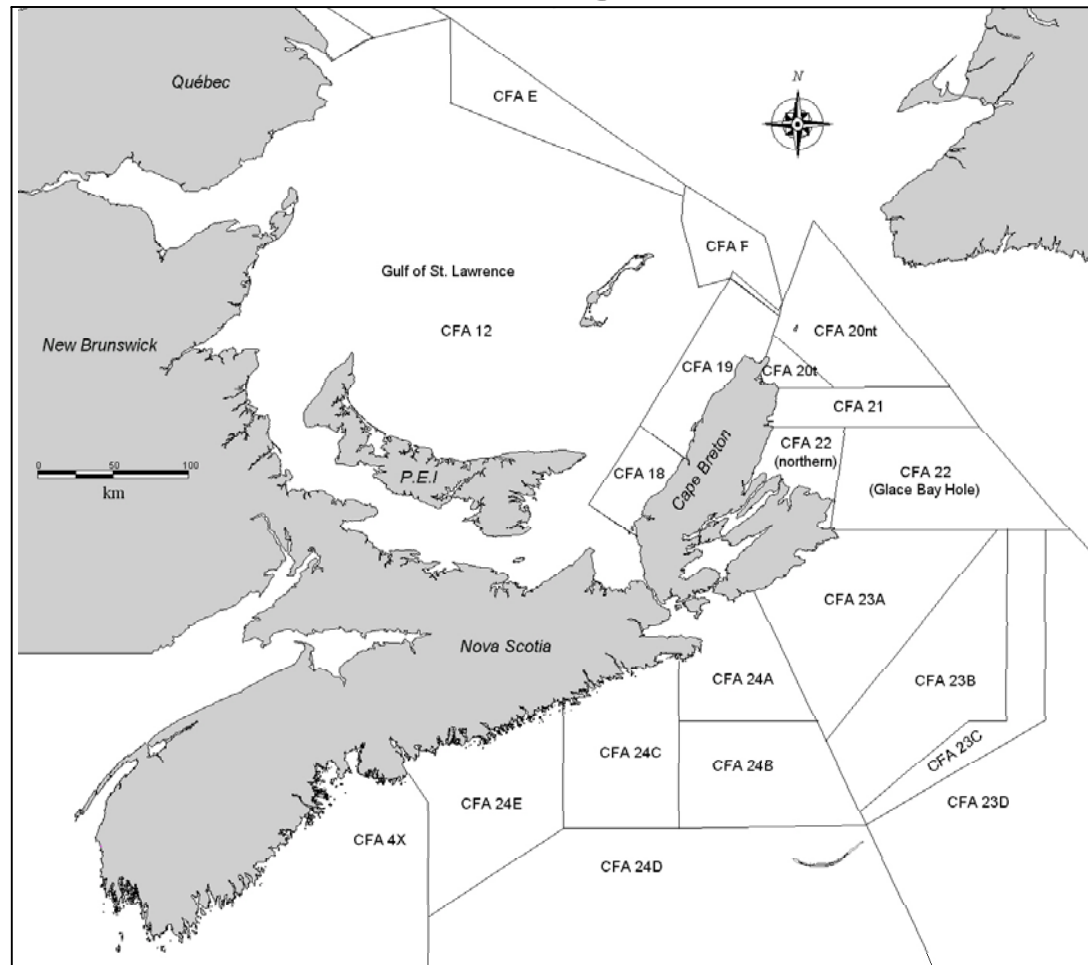 Québec
CFA E
N
CFA F
Gulf of St. Lawrence
CFA 12
New Brunswick
CFA 20nt
CFA 19
CFA 20t
CFA 21
CFA 22
(northern)
CFA 22
(Glace Bay Hole)
0 50 100
km
P.E.I
CFA 18
Cape Breton
CFA 23A
Nova Scotia
CFA 24A
CFA 23B
CFA 24C
CFA 24B
CFA 23C
CFA 24E
CFA 23D
CFA 4X
CFA 24D